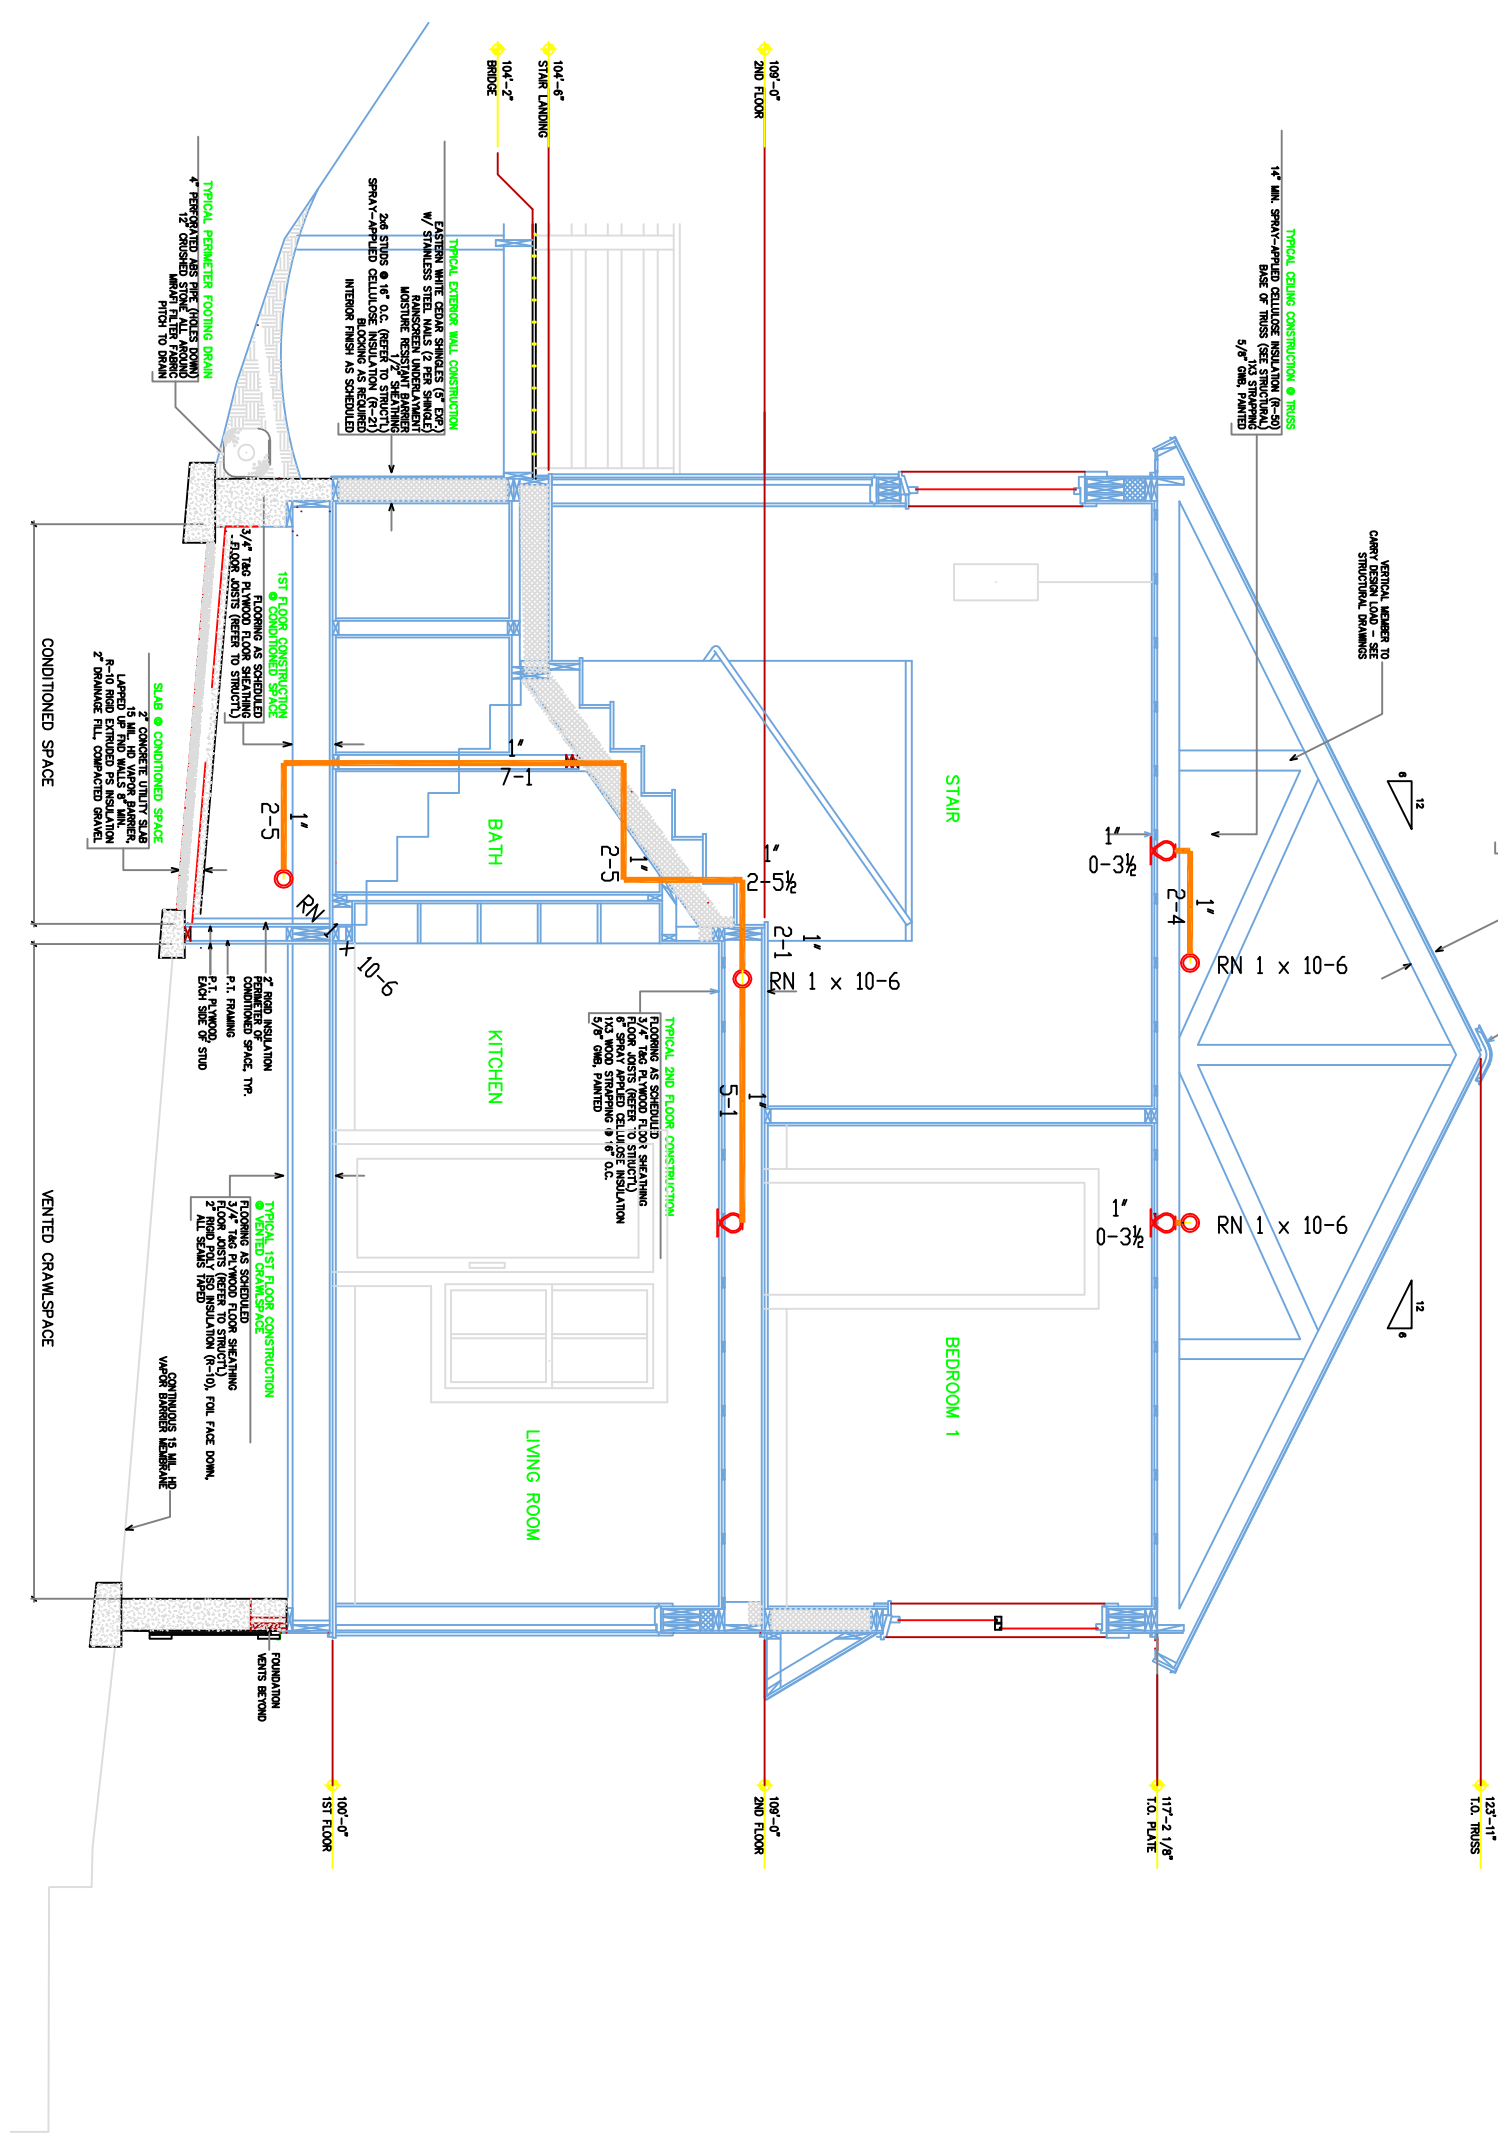 104'-2"
BRIDGE
104'-6"
STAIR LANDING
109'-0"
2ND FLOOR
TYPICAL CEILING CONSTRUCTION @ TRUSS
14" MIN. SPRAY-APPLIED CELLULOSE INSULATION (R-50)
BASE OF TRUSS (SEE STRUCTURAL)
1X3 STRAPPING
5/8" GWB, PAINTED
TYPICAL PERIMETER FOOTING DRAIN
4" PERFORATED ABS PIPE (HOLES DOWN)
12" CRUSHED STONE ALL AROUND
MIRAFI FILTER FABRIC
PITCH TO DRAIN
TYPICAL EXTERIOR WALL CONSTRUCTION
EASTERN WHITE CEDAR SHINGLES (5" EXP.)
W/ STAINLESS STEEL NAILS (2 PER SHINGLE)
RAINSCREEN UNDERLAYMENT
MOISTURE RESISTANT BARRIER
1/2" SHEATHING
2x6 STUDS @ 16" O.C. (REFER TO STRUCT'L)
SPRAY-APPLIED CELLULOSE INSULATION (R-21)
BLOCKING AS REQUIRED
INTERIOR FINISH AS SCHEDULED
VERTICAL MEMBER TO
CARRY DESIGN LOAD - SEE
STRUCTURAL DRAWINGS
1ST FLOOR CONSTRUCTION
@ CONDITIONED SPACE
FLOORING AS SCHEDULED
3/4" T&G PLYWOOD FLOOR SHEATHING
FLOOR JOISTS (REFER TO STRUCT'L)
CONDITIONED SPACE
SLAB @ CONDITIONED SPACE
2" CONCRETE UTILITY SLAB
15 MIL. HD VAPOR BARRIER,
LAPPED UP FND WALLS 8" MIN.
R-10 RIGID EXTRUDED PS INSULATION
2" DRAINAGE FILL, COMPACTED GRAVEL
1"
7-1
1"
2-5
BATH
1"
2-5
1"
2-5½
STAIR
1"
0-3½
1"
2-4
12
6
RN 1 x 10-6
1"
2-1
RN 1 x 10-6
RN 1 x 10-6
2" RIGID INSULATION
PERIMETER OF
CONDITIONED SPACE, TYP.
P.T. FRAMING
P.T. PLYWOOD,
EACH SIDE OF STUD
KITCHEN
TYPICAL 2ND FLOOR CONSTRUCTION
FLOORING AS SCHEDULED
3/4" T&G PLYWOOD FLOOR SHEATHING
FLOOR JOISTS (REFER TO STRUCT'L)
6" SPRAY APPLIED CELLULOSE INSULATION
1X3 WOOD STRAPPING @ 16" O.C.
5/8" GWB, PAINTED
1"
5-1
1"
0-3½
RN 1 x 10-6
12
6
VENTED CRAWLSPACE
TYPICAL 1ST FLOOR CONSTRUCTION
@ VENTED CRAWLSPACE
FLOORING AS SCHEDULED
3/4" T&G PLYWOOD FLOOR SHEATHING
FLOOR JOISTS (REFER TO STRUCT'L)
2" RIGID POLY ISO INSULATION (R-10), FOIL FACE DOWN,
ALL SEAMS TAPED
CONTINUOUS 15 MIL. HD
VAPOR BARRIER MEMBRANE
LIVING ROOM
BEDROOM 1
FOUNDATION
VENTS BEYOND
100'-0"
1ST FLOOR
109'-0"
2ND FLOOR
117'-2 1/8"
T.O. PLATE
123'-11"
T.O. TRUSS